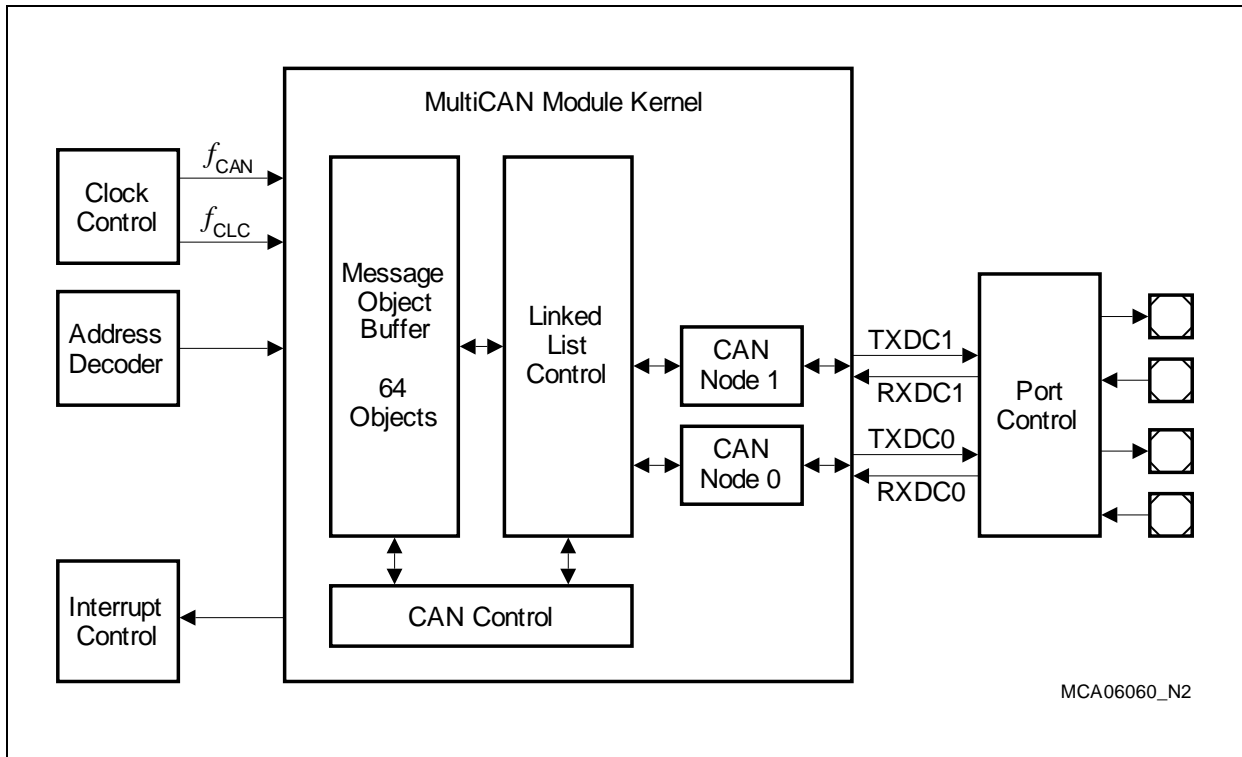 MultiCAN Module Kernel
Clock
Control
fCAN
fCLC
Address
Decoder
Interrupt
Control
Message
Object
Buffer
64
Objects
Linked
List
Control
CAN Control
CAN
Node 1
CAN
Node 0
TXDC1
RXDC1
TXDC0
RXDC0
Port
Control
MCA06060_N2